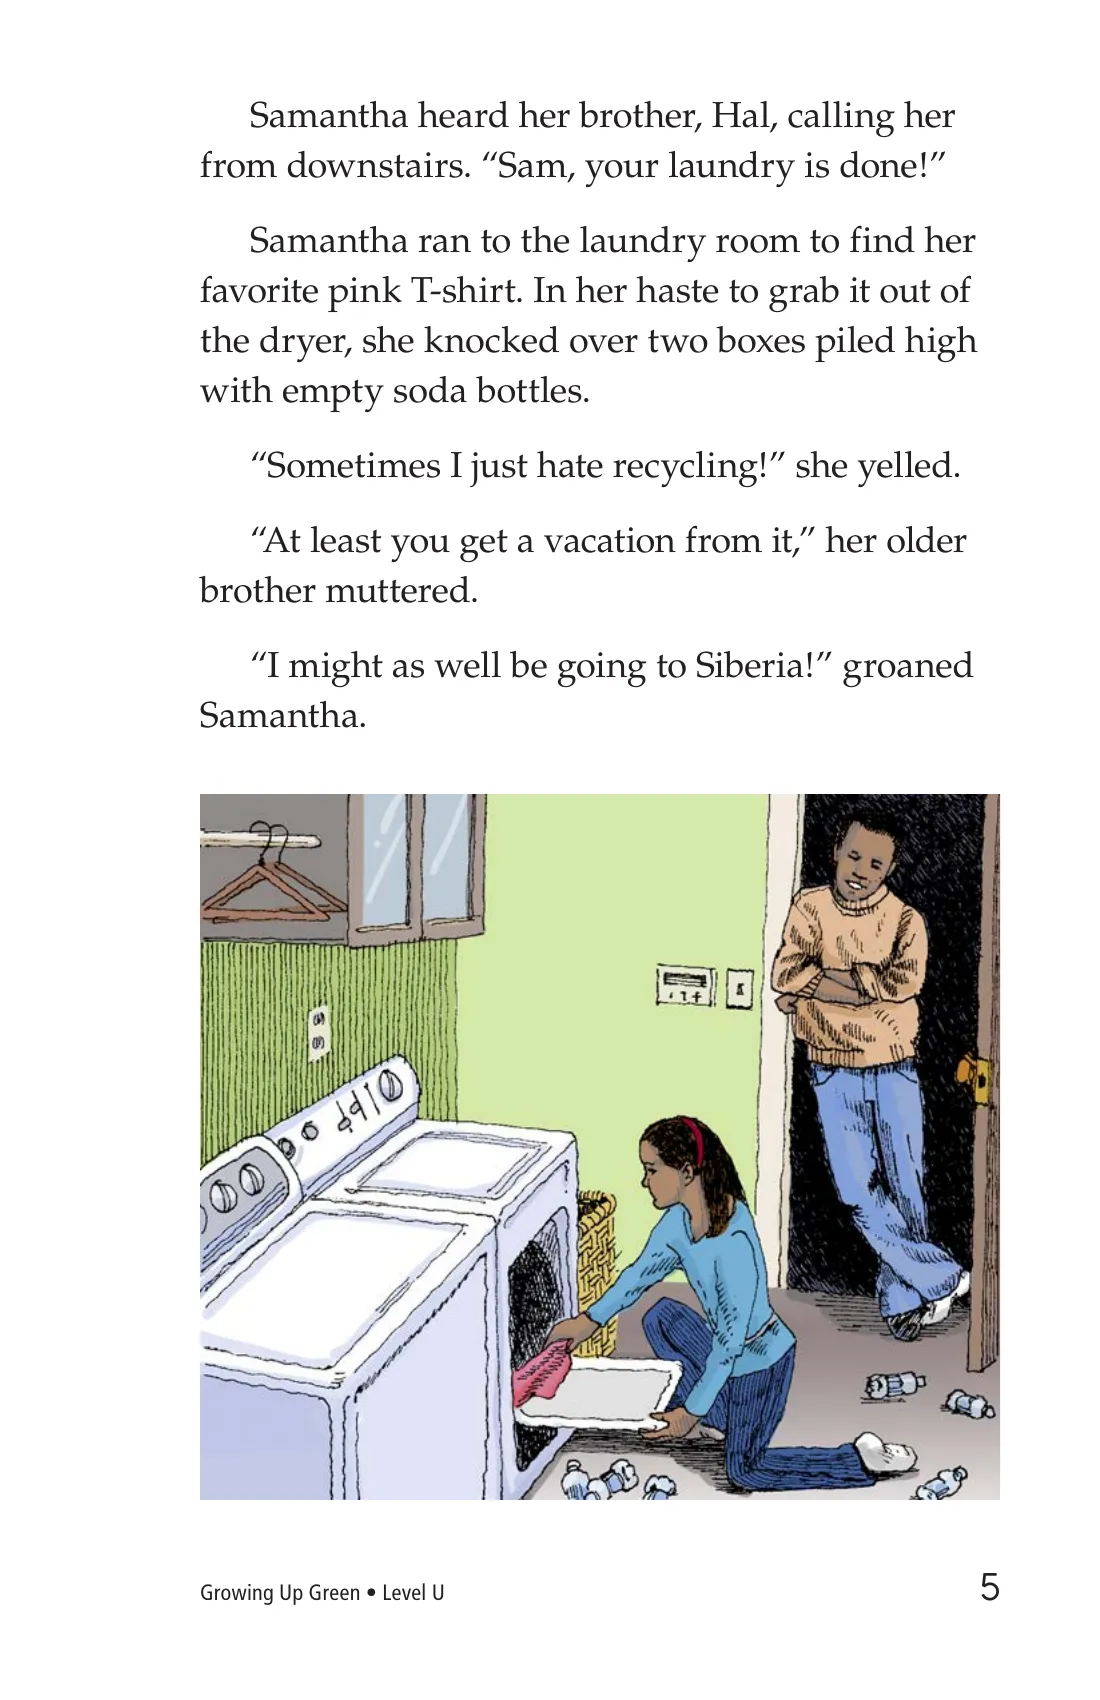 Samantha heard her brother, Hal, calling her
from downstairs. “Sam, your laundry is done!”
Samantha ran to the laundry room to find her
favorite pink T-shirt. In her haste to grab it out of
the dryer, she knocked over two boxes piled high
with empty soda bottles.
“Sometimes I just hate recycling!” she yelled.
“At least you get a vacation from it,” her older
brother muttered.
“I might as well be going to Siberia!” groaned
Samantha.
Growing Up Green • Level U
5